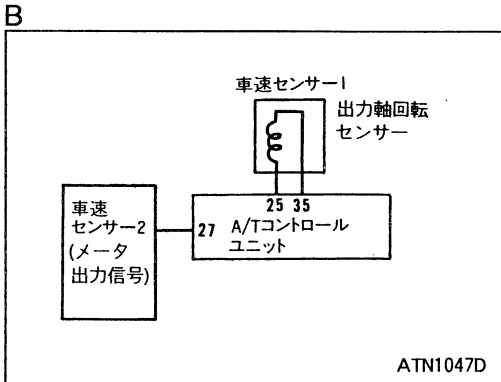 B
車速センサー1
出力軸回転
センサー
25 35
車速
センサー2
(メータ
出力信号)
27 A/Tコントロール
ユニット
ATN1047D